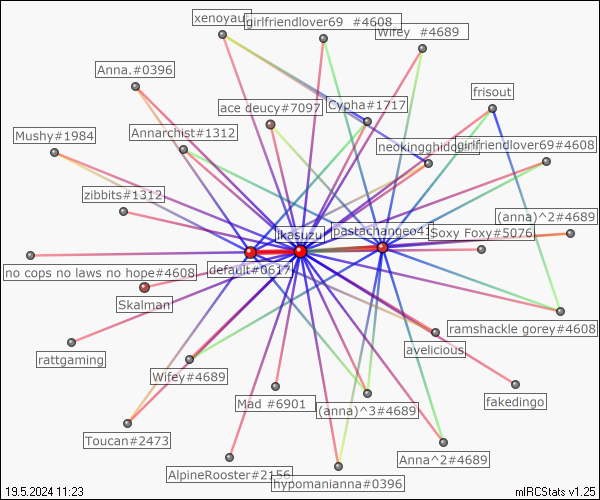 xenoyau
girlfriendlover69 #4608
Wifey #4689
Anna.#0396
frisout
ace deucy#7097
Cypha#1717
Mushy#1984
Annarchist#1312
girlfriendlover69#4608
zibbits#1312
(anna)^2#4689
ikasuzu
Soxy Foxy#5076
no cops no laws no hope#4608
default#0617
Skalman
ramshackle gorey#4608
rattgaming
avelicious
Wifey#4689
Mad #6901
(anna)^3#4689
fakedingo
Toucan#2473
AlpineRooster#2156
Anna^2#4689
hypomanianna#0396
19.5.2024 11:23
mIRCStats v1.25